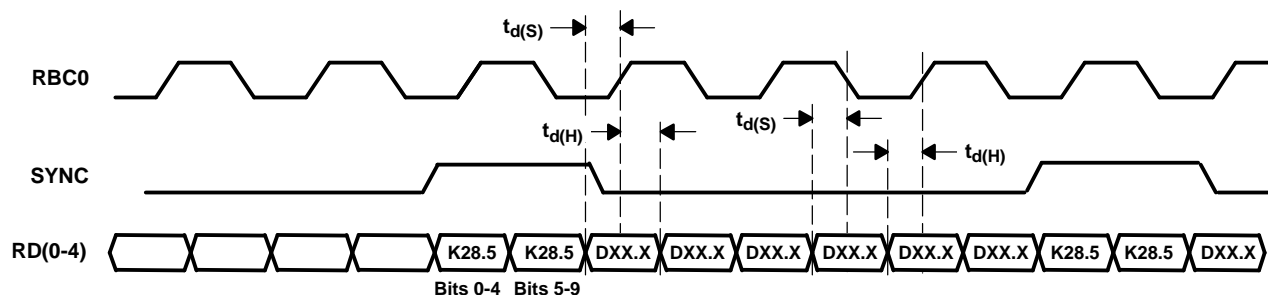 t_d(S)
RBC0
t_d(H)
t_d(S)
t_d(H)
SYNC
RD(0-4)
K28.5 K28.5 DXX.X DXX.X DXX.X DXX.X DXX.X DXX.X K28.5 K28.5 DXX.X
Bits 0-4 Bits 5-9